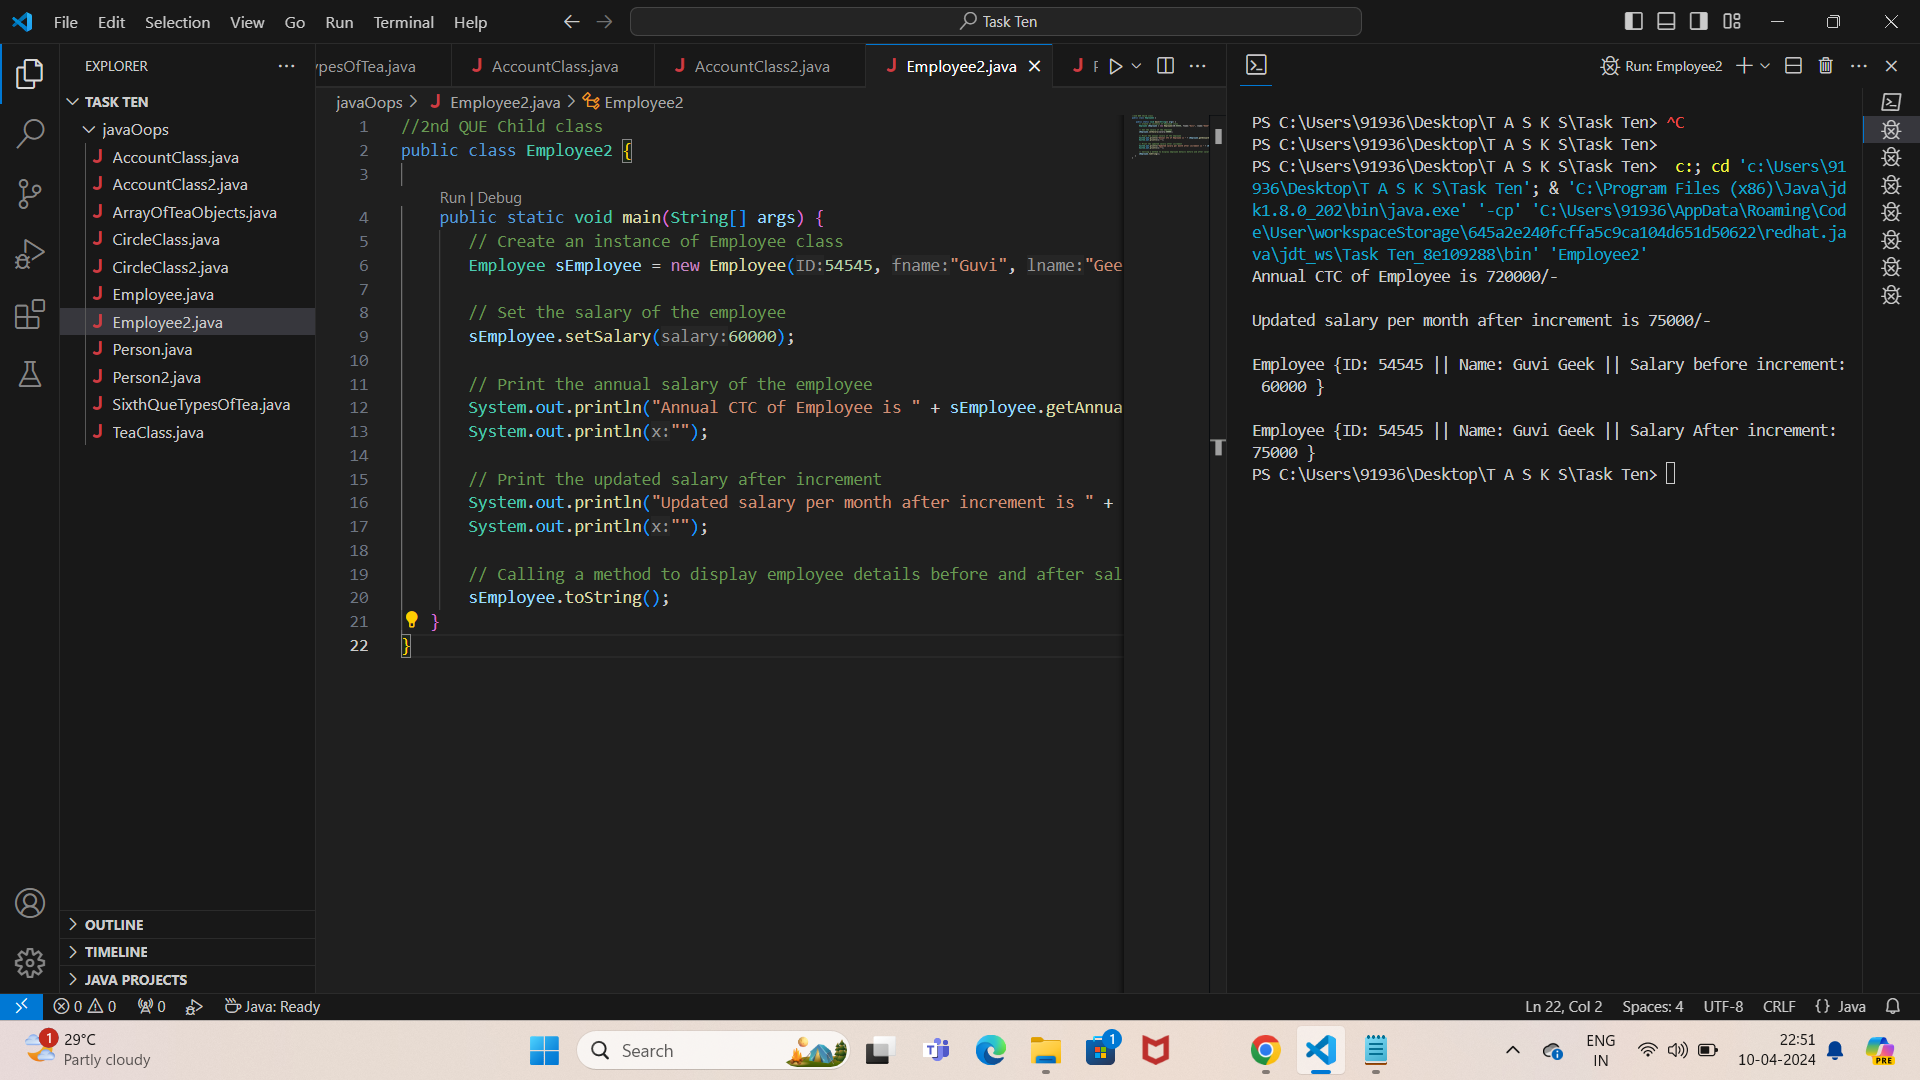 File Edit Selection View Go Run Terminal Help
Task Ten
EXPLORER
TASK TEN
javaOops
AccountClass.java
AccountClass2.java
ArrayOfTeaObjects.java
CircleClass.java
CircleClass2.java
Employee.java
Employee2.java
Person.java
Person2.java
SixthQueTypesOfTea.java
TeaClass.java
OUTLINE
TIMELINE
JAVA PROJECTS
ypesOfTea.java AccountClass.java AccountClass2.java Employee2.java
javaOops > Employee2.java > Employee2
1 //2nd QUE Child class
2 public class Employee2 {
3
Run | Debug
4 public static void main(String[] args) {
5 // Create an instance of Employee class
6 Employee sEmployee = new Employee(ID:54545, fname:"Guvi", lname:"Gee
7
8 // Set the salary of the employee
9 sEmployee.setSalary(salary:60000);
10
11 // Print the annual salary of the employee
12 System.out.println("Annual CTC of Employee is " + sEmployee.getAnnua
13 System.out.println(x:"");
14
15 // Print the updated salary after increment
16 System.out.println("Updated salary per month after increment is " +
17 System.out.println(x:"");
18
19 // Calling a method to display employee details before and after sal
20 sEmployee.toString();
21 }
22 }
Run: Employee2
PS C:\Users\91936\Desktop\T A S K S\Task Ten> ^C
PS C:\Users\91936\Desktop\T A S K S\Task Ten>
PS C:\Users\91936\Desktop\T A S K S\Task Ten>  c:; cd 'c:\Users\91
936\Desktop\T A S K S\Task Ten'; & 'C:\Program Files (x86)\Java\jd
k1.8.0_202\bin\java.exe' '-cp' 'C:\Users\91936\AppData\Roaming\Cod
e\User\workspaceStorage\645a2e240fcffa5c9ca104d651d50622\redhat.ja
va\jdt_ws\Task Ten_8e109288\bin' 'Employee2'
Annual CTC of Employee is 720000/-
Updated salary per month after increment is 75000/-
Employee {ID: 54545 || Name: Guvi Geek || Salary before increment:
60000 }
Employee {ID: 54545 || Name: Guvi Geek || Salary After increment:
75000 }
PS C:\Users\91936\Desktop\T A S K S\Task Ten>
0 0 0 Java: Ready Ln 22, Col 2 Spaces: 4 UTF-8 CRLF {} Java
1 29°C
Partly cloudy
Search
1
ENG
IN
22:51
10-04-2024
PRE